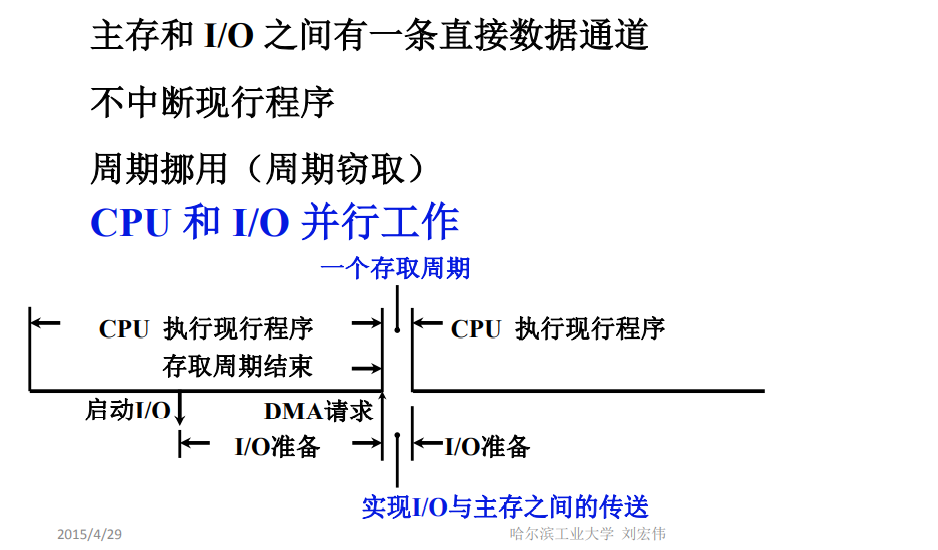 主存和 I/O 之间有一条直接数据通道
不中断现行程序
周期挪用（周期窃取）
CPU 和 I/O 并行工作
一个存取周期
CPU 执行现行程序
CPU 执行现行程序
存取周期结束
启动I/O
DMA请求
I/O准备
I/O准备
实现I/O与主存之间的传送
2015/4/29
哈尔滨工业大学 刘宏伟